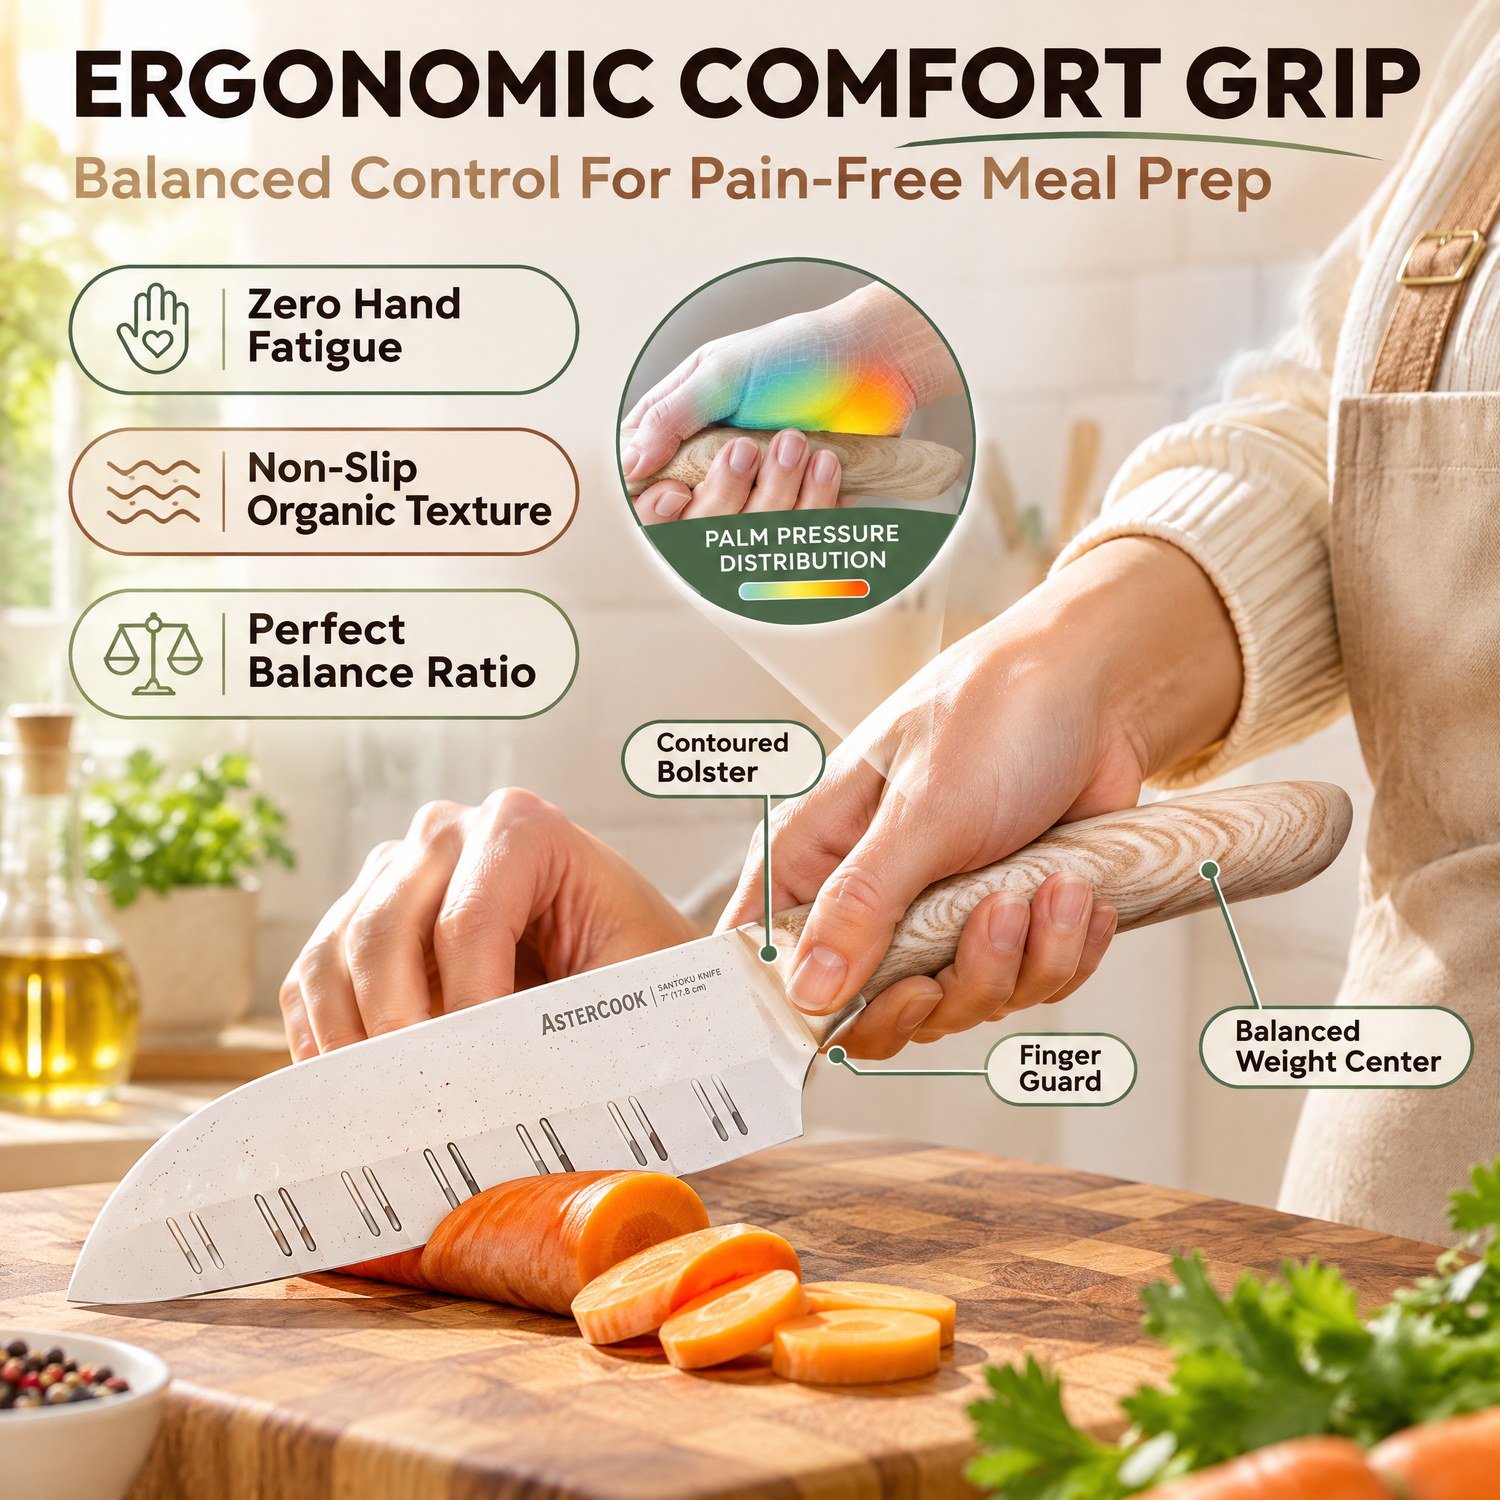 ERGONOMIC COMFORT GRIP
Balanced Control For Pain-Free Meal Prep
Zero Hand
Fatigue
Non-Slip
Organic Texture
Perfect
Balance Ratio
PALM PRESSURE
DISTRIBUTION
Contoured
Bolster
ASTERCOOK
SANTOKU KNIFE
7" (17.8 cm)
Finger
Guard
Balanced
Weight Center